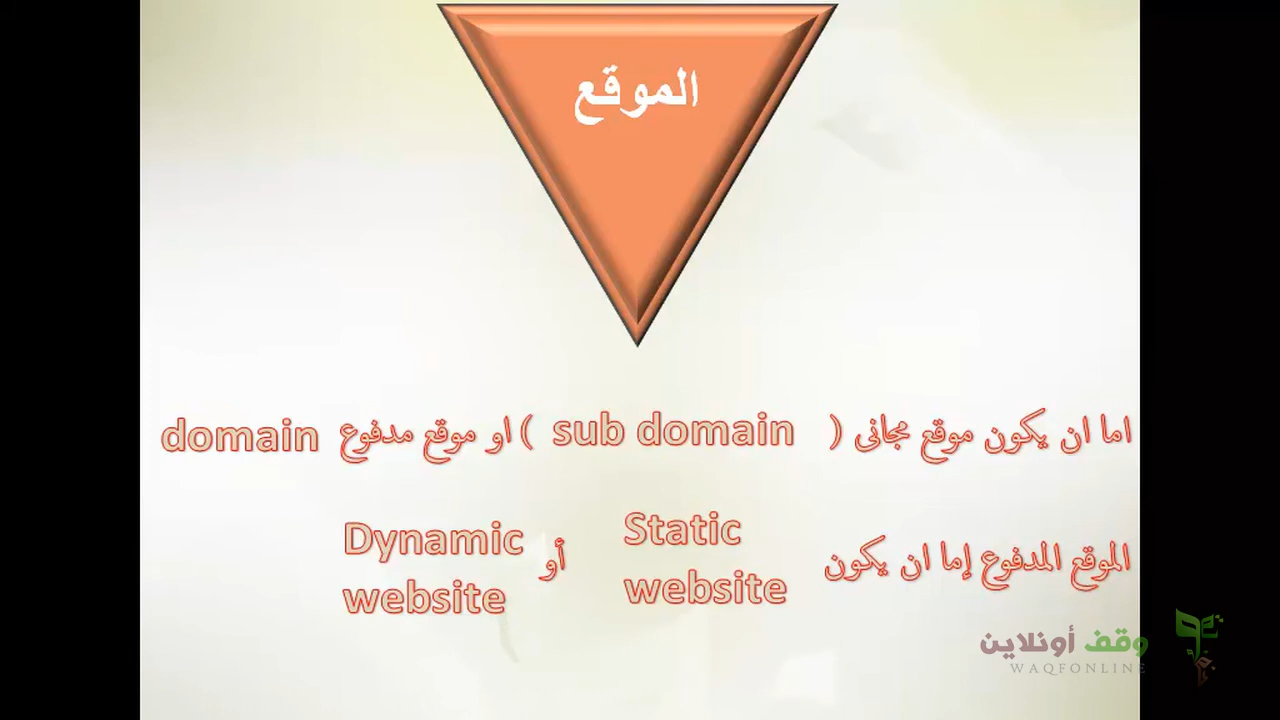 الموقع
اما ان يكون موقع مجانى ( sub domain ) او موقع مدفوع domain
الموقع المدفوع إما ان يكون Static website أو Dynamic website
وقف أونلاين
WAQFONLINE